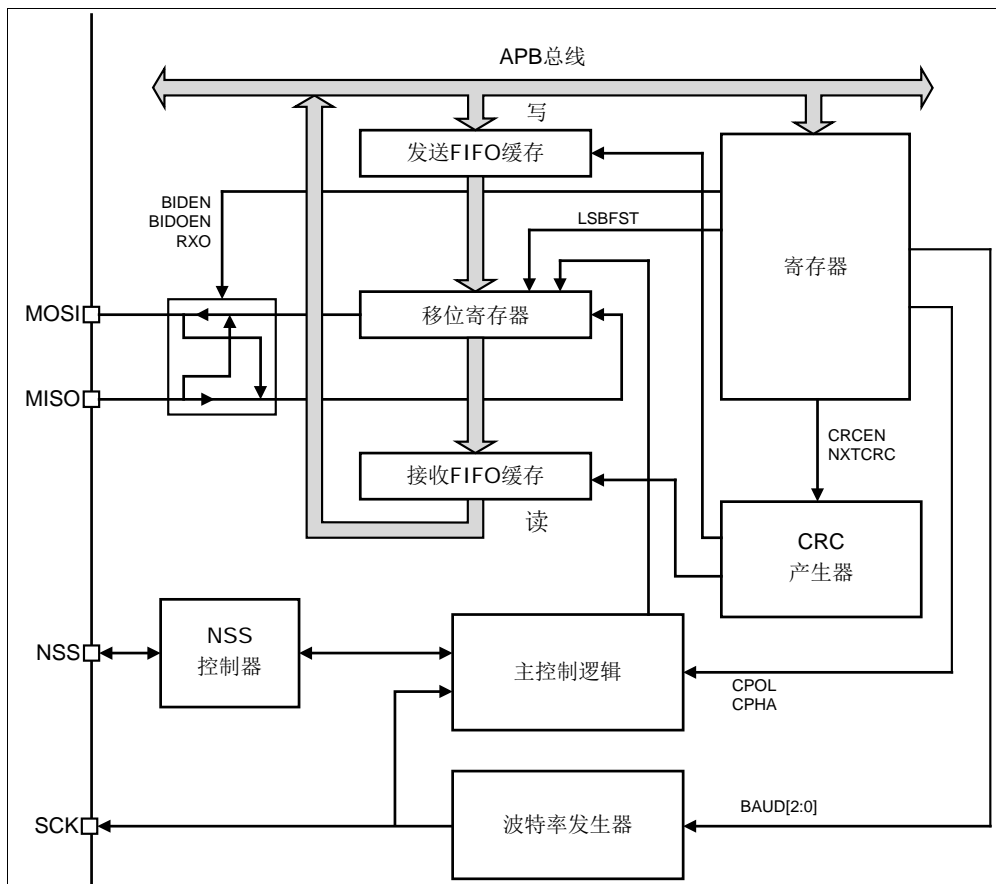 APB总线
写
发送FIFO缓存
BIDEN
BIDOEN
RXO
LSBFST
寄存器
MOSI
移位寄存器
MISO
CRCEN
NXTCRC
接收FIFO缓存
读
CRC
产生器
NSS
NSS
控制器
主控制逻辑
CPOL
CPHA
SCK
波特率发生器
BAUD[2:0]